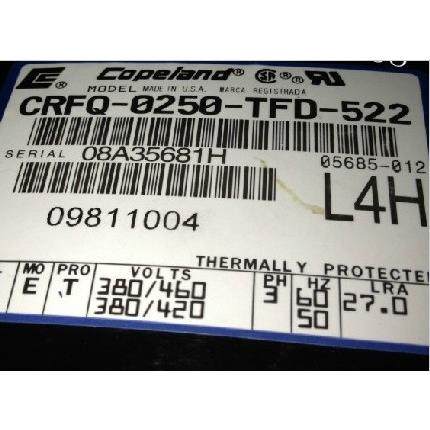 Copeland®
MODEL MADE IN U.S.A. MARCA REGISTRADA
CRFQ-0250-TFD-522
SERIAL 08A35681H
05685-012
L4H
09811004
THERMALLY PROTECTE
MO PRO VOLTS PH HZ LRA
E T 380/460 3 60 27.0
380/420 50